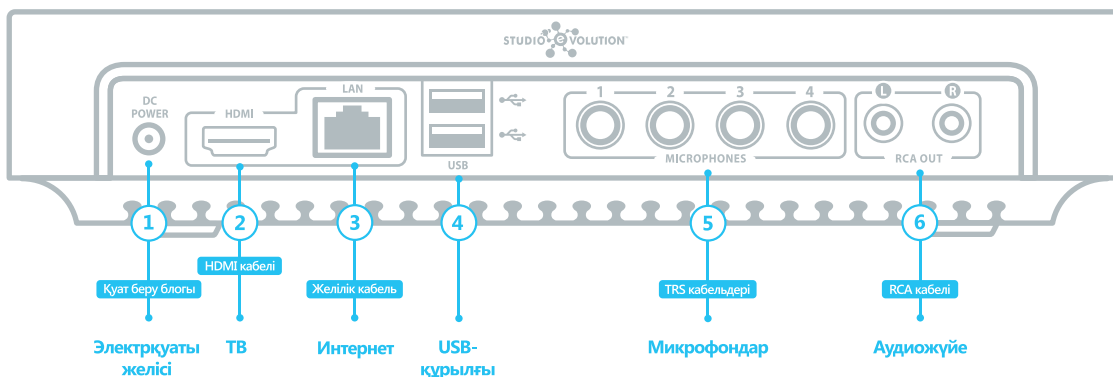 STUDIO EVOLUTION™
DC
POWER
HDMI
LAN
USB
1 2 3 4
MICROPHONES
L R
RCA OUT
1 2 3 4 5 6
HDMI кабелі
Қуат беру блогы
Желілік кабель
TRS кабельдері
RCA кабелі
Электрқуаты
желісі
ТВ
Интернет
USB-
құрылғы
Микрофондар
Аудиожүйе